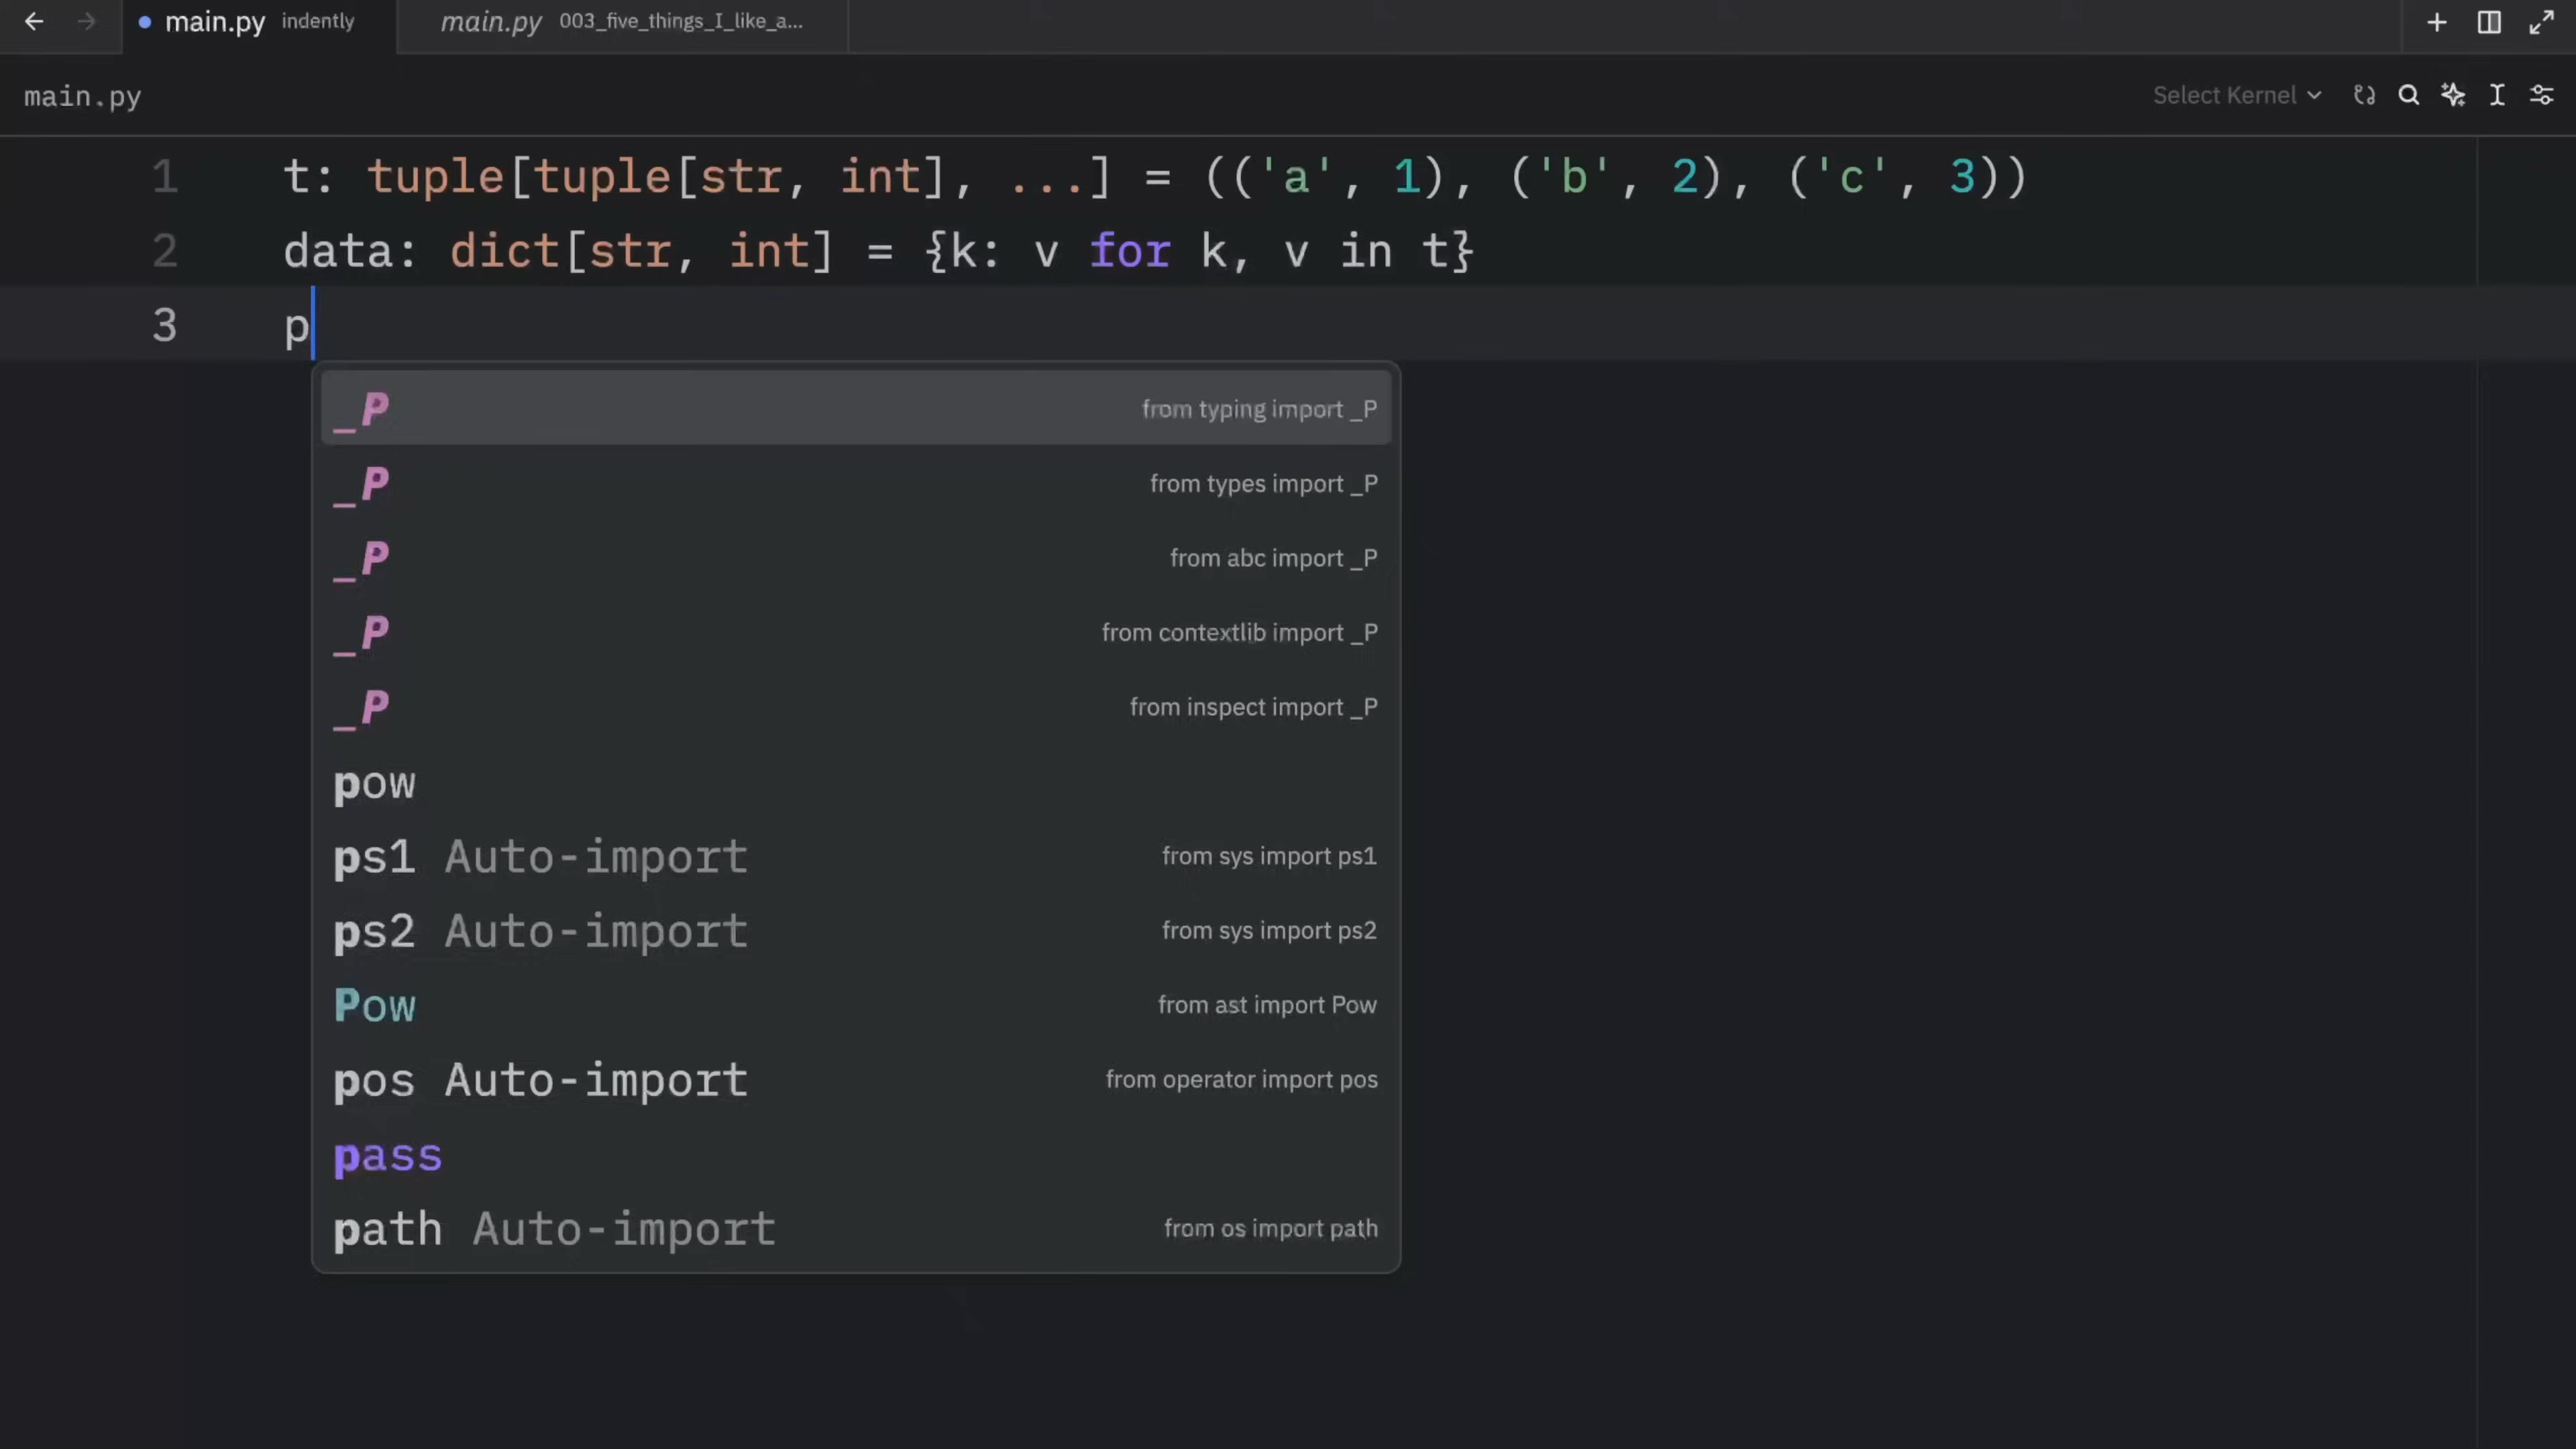 main.py indently main.py 003_five_things_I_like_a...
main.py Select Kernel
1 t: tuple[tuple[str, int], ...] = (('a', 1), ('b', 2), ('c', 3))
2 data: dict[str, int] = {k: v for k, v in t}
3 p
_P from typing import _P
_P from types import _P
_P from abc import _P
_P from contextlib import _P
_P from inspect import _P
pow
ps1 Auto-import from sys import ps1
ps2 Auto-import from sys import ps2
Pow from ast import Pow
pos Auto-import from operator import pos
pass
path Auto-import from os import path